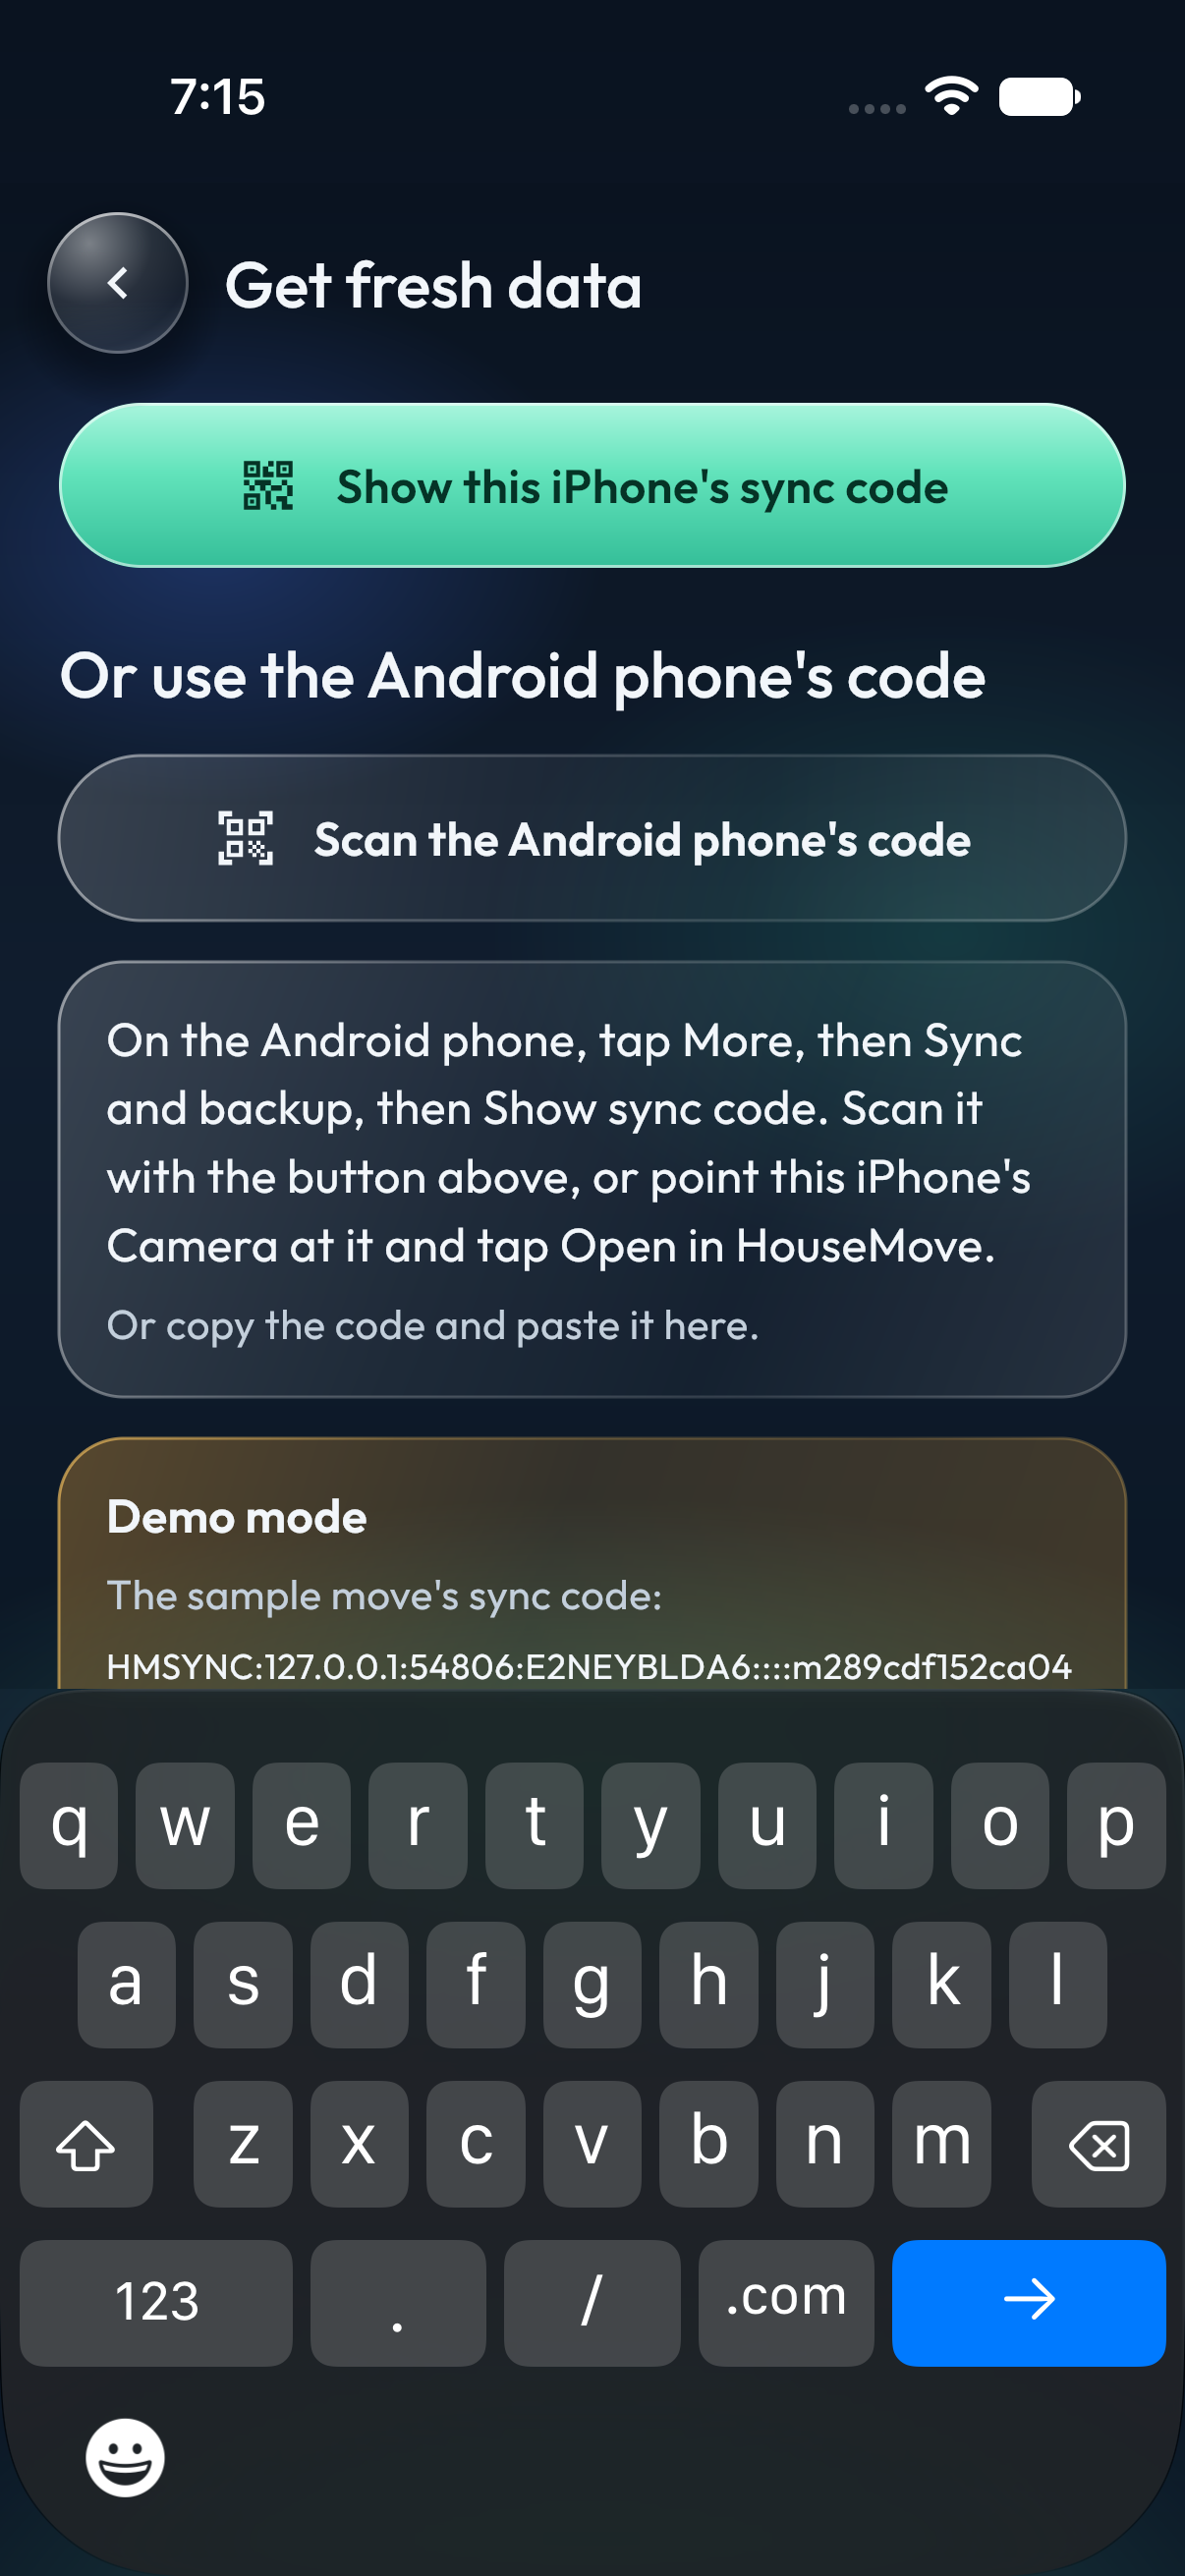 7:15
Get fresh data
Show this iPhone's sync code
Or use the Android phone's code
Scan the Android phone's code
On the Android phone, tap More, then Sync
and backup, then Show sync code. Scan it
with the button above, or point this iPhone's
Camera at it and tap Open in HouseMove.
Or copy the code and paste it here.
Demo mode
The sample move's sync code:
HMSYNC:127.0.0.1:54806:E2NEYBLDA6::::m289cdf152ca04
q w e r t y u i o p
a s d f g h j k l
z x c v b n m
123 . / .com